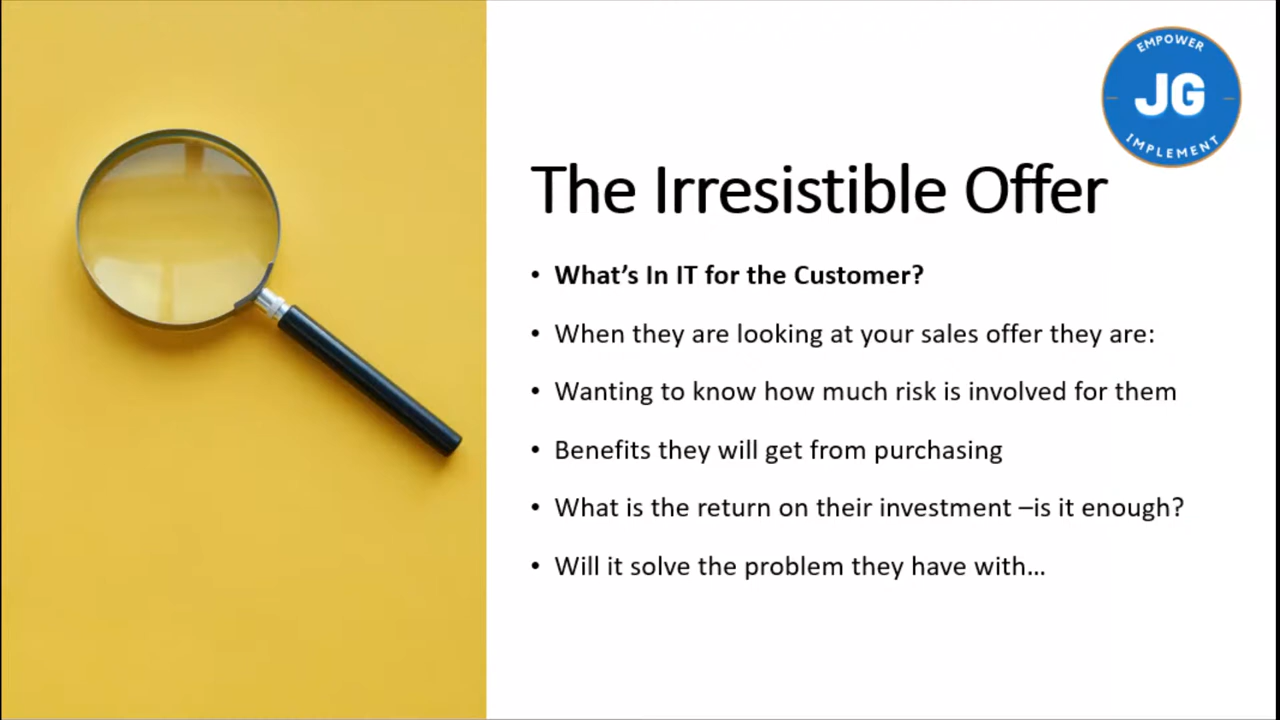 EMPOWER
JG
IMPLEMENT
The Irresistible Offer
• What's In IT for the Customer?
• When they are looking at your sales offer they are:
• Wanting to know how much risk is involved for them
• Benefits they will get from purchasing
• What is the return on their investment –is it enough?
• Will it solve the problem they have with…